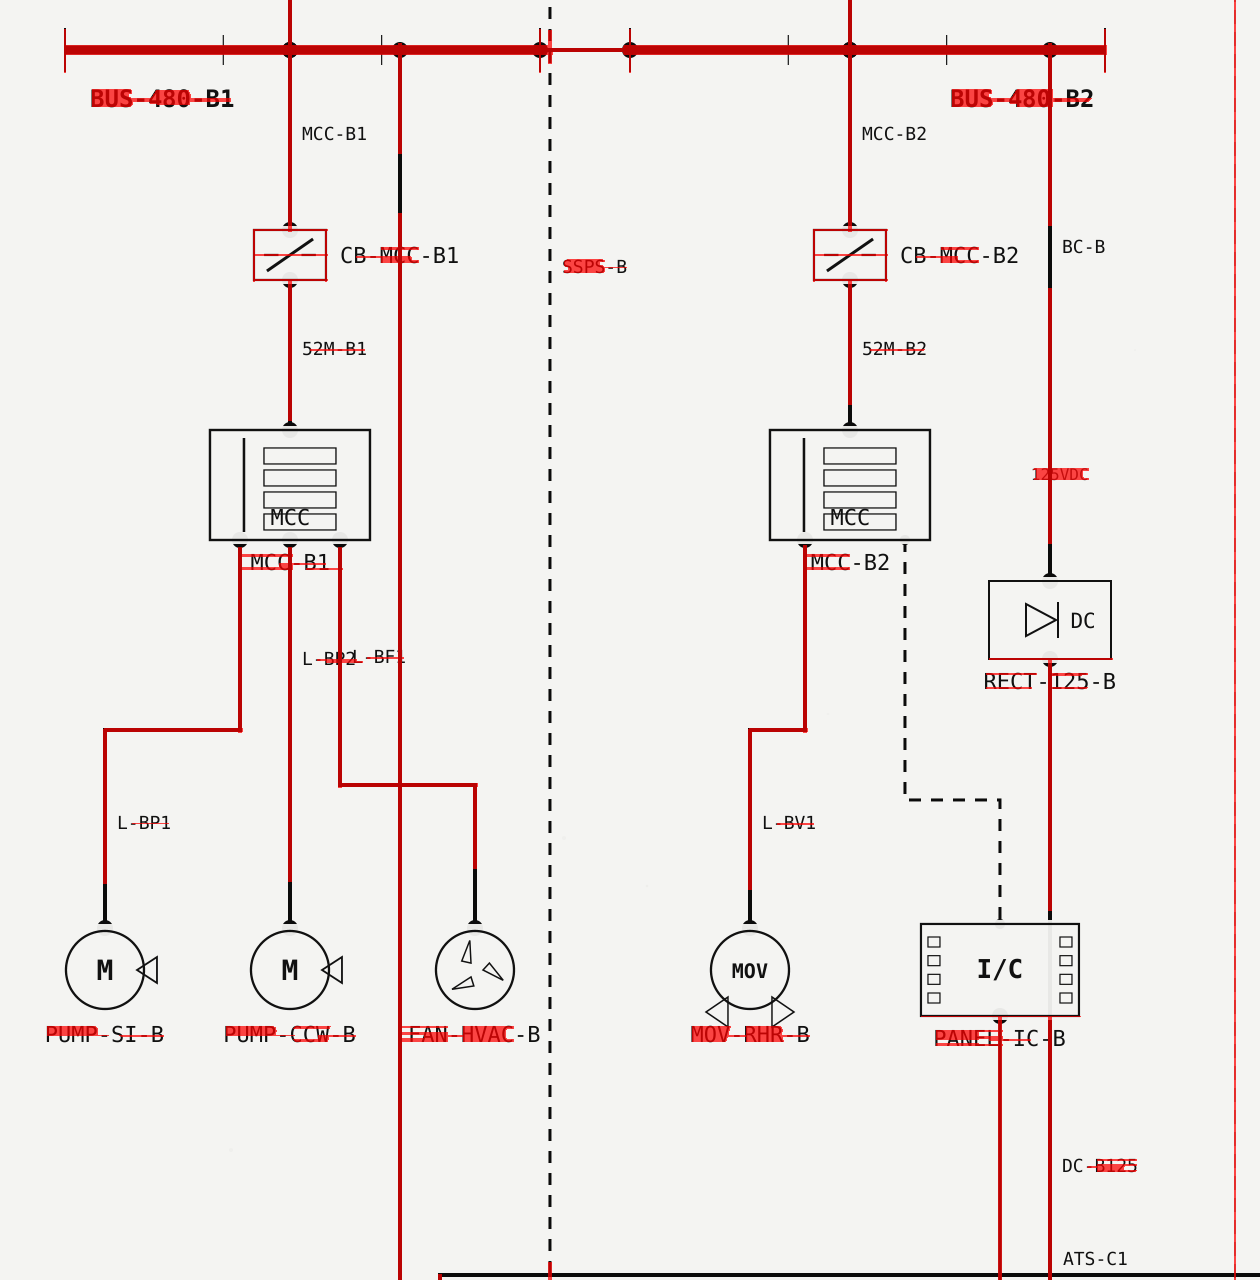 BUS-480-B1
BUS-480-B2
MCC-B1
MCC-B2
CB-MCC-B1
CB-MCC-B2
BC-B
SSPS-B
52M-B1
52M-B2
125VDC
MCC
MCC
MCC-B1
MCC-B2
DC
RECT-125-B
L-BP2
L-BF1
L-BP1
L-BV1
M
M
MOV
I/C
PUMP-SI-B
PUMP-CCW-B
FAN-HVAC-B
MOV-RHR-B
PANEL-IC-B
DC-B125
ATS-C1